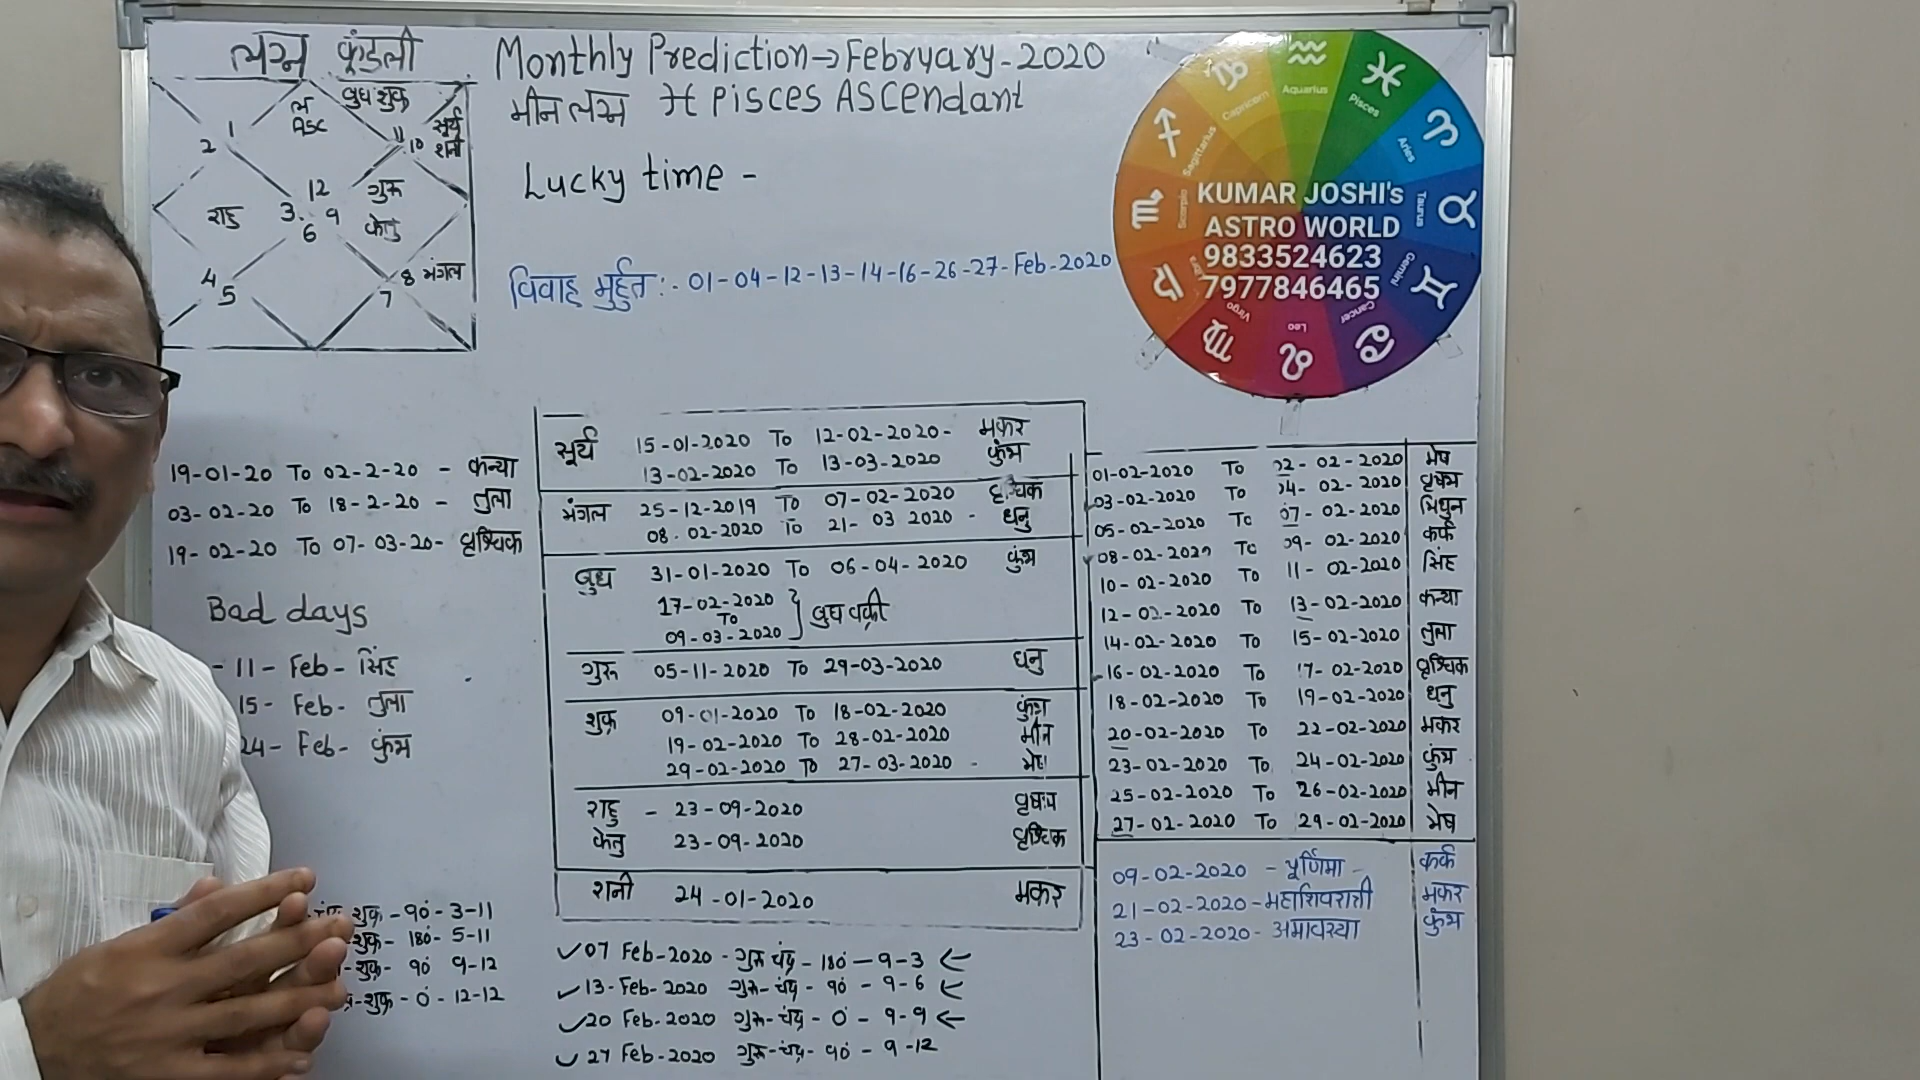 लग्न कुंडली
बुध शुक्र
ल
Asc
1
2
11
10
सूर्य
शनी
12
गुरु
राहु
3
9
केतु
6
4
5
8 मंगल
7
Monthly Prediction→February-2020
मीन लग्न ♓ Pisces Ascendant
Lucky time -
विवाह मुर्हुत:- 01-04-12-13-14-16-26-27-Feb-2020
Capricorn
Aquarius
Pisces
Aries
Sagittarius
Taurus
Scorpio
Gemini
Cancer
Leo
Virgo
KUMAR JOSHI's
ASTRO WORLD
9833524623
7977846465
19-01-20 To 02-2-20 - कन्या
03-02-20 To 18-2-20 - तुला
19-02-20 To 07-03-20- वृश्चिक
Bad days
- 11- Feb- सिंह
15- Feb- तुला
24- Feb- कुंभ
शुक्र - 90 - 3-11
शुक्र - 180 - 5-11
शुक्र - 90 9-12
शुक्र - 0 - 12-12
सूर्य 15-01-2020 To 12-02-2020- मकर
13-02-2020 To 13-03-2020 कुंभ
मंगल 25-12-2019 To 07-02-2020 वृश्चिक
08-02-2020 To 21-03 2020 - धनु
बुध 31-01-2020 To 06-04-2020 कुंभ
17-02-2020
To
09-03-2020 } बुध वक्री
गुरू 05-11-2020 To 29-03-2020 धनु
शुक्र 09-01-2020 To 18-02-2020 कुंभ
19-02-2020 To 28-02-2020 मीन
29-02-2020 To 27-03-2020 - मेष
राहु - 23-09-2020
केतु 23-09-2020 वृश्चिक
शनी 24-01-2020 मकर
✓07 Feb-2020 - गुरू चंद्र - 180 - 9-3 ←
✓13-Feb-2020 गुरू-चंद्र - 90 - 9-6 ←
✓20 Feb-2020 गुरू-चंद्र - 0 - 9-9 ←
✓27 Feb-2020 गुरू-चंद्र- 90 - 9-12
01-02-2020 To 02-02-2020 मेष
03-02-2020 To 04-02-2020 वृषभ
05-02-2020 To 07-02-2020 मिथुन
08-02-2020 To 09-02-2020 कर्क
10-02-2020 To 11-02-2020 सिंह
12-02-2020 To 13-02-2020 कन्या
14-02-2020 To 15-02-2020 तुला
16-02-2020 To 17-02-2020 वृश्चिक
18-02-2020 To 19-02-2020 धनु
20-02-2020 To 22-02-2020 मकर
23-02-2020 To 24-02-2020 कुंभ
25-02-2020 To 26-02-2020 मीन
27-02-2020 To 29-02-2020 मेष
09-02-2020 - पूर्णिमा - कर्क
21-02-2020 - महाशिवरात्री मकर
23-02-2020- अमावस्या कुंभ